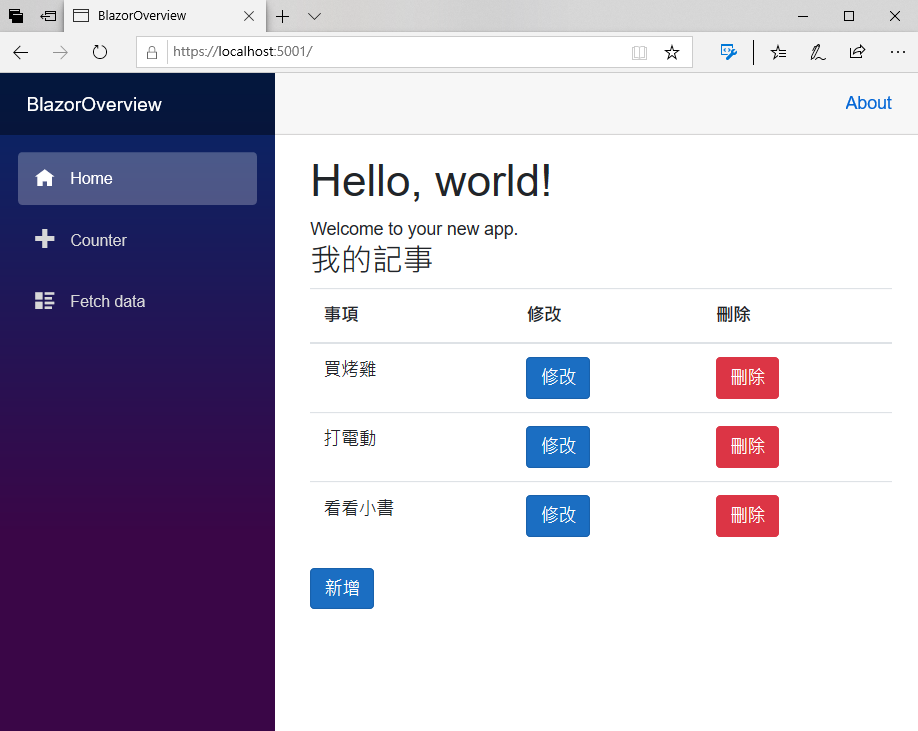 BlazorOverview
https://localhost:5001/
BlazorOverview
About
Home
Counter
Fetch data
Hello, world!
Welcome to your new app.
我的記事
事項 修改 刪除
買烤雞 修改 刪除
打電動 修改 刪除
看看小書 修改 刪除
新增